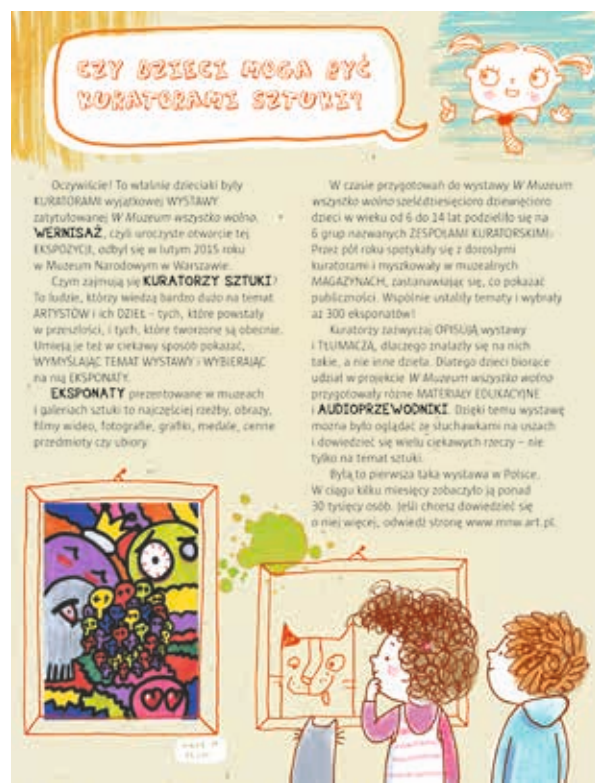 CZY DZIECI MOGĄ BYĆ
KURATORAMI SZTUKI?
Oczywiście! To właśnie dzieciaki były
KURATORAMI wyjątkowej WYSTAWY
zatytułowanej W Muzeum wszystko wolno.
WERNISAŻ, czyli uroczyste otwarcie tej
EKSPOZYCJI, odbył się w lutym 2015 roku
w Muzeum Narodowym w Warszawie.
Czym zajmują się KURATORZY SZTUKI?
To ludzie, którzy wiedzą bardzo dużo na temat
ARTYSTÓW i ich DZIEŁ – tych, które powstały
w przeszłości, i tych, które tworzone są obecnie.
Umieją je też w ciekawy sposób pokazać,
WYMYŚLAJĄC TEMAT WYSTAWY i WYBIERAJĄC
na nią EKSPONATY.
EKSPONATY prezentowane w muzeach
i galeriach sztuki to najczęściej rzeźby, obrazy,
filmy wideo, fotografie, grafiki, medale, cenne
przedmioty czy ubiory.
W czasie przygotowań do wystawy W Muzeum
wszystko wolno sześćdziesięcioro dziewięcioro
dzieci w wieku od 6 do 14 lat podzieliło się na
6 grup nazwanych ZESPOŁAMI KURATORSKIMI.
Przez pół roku spotykały się z dorosłymi
kuratorami i myszkowały w muzealnych
MAGAZYNACH, zastanawiając się, co pokazać
publiczności. Wspólnie ustaliły tematy i wybrały
aż 300 eksponatów!
Kuratorzy zazwyczaj OPISUJĄ wystawy
i TŁUMACZĄ, dlaczego znalazły się na nich
takie, a nie inne dzieła. Dlatego dzieci biorące
udział w projekcie W Muzeum wszystko wolno
przygotowały różne MATERIAŁY EDUKACYJNE
i AUDIOPRZEWODNIKI. Dzięki temu wystawę
można było oglądać ze słuchawkami na uszach
i dowiedzieć się wielu ciekawych rzeczy – nie
tylko na temat sztuki.
Była to pierwsza taka wystawa w Polsce.
W ciągu kilku miesięcy zobaczyło ją ponad
30 tysięcy osób. Jeśli chcesz dowiedzieć się
o niej więcej, odwiedź stronę www.mnw.art.pl.